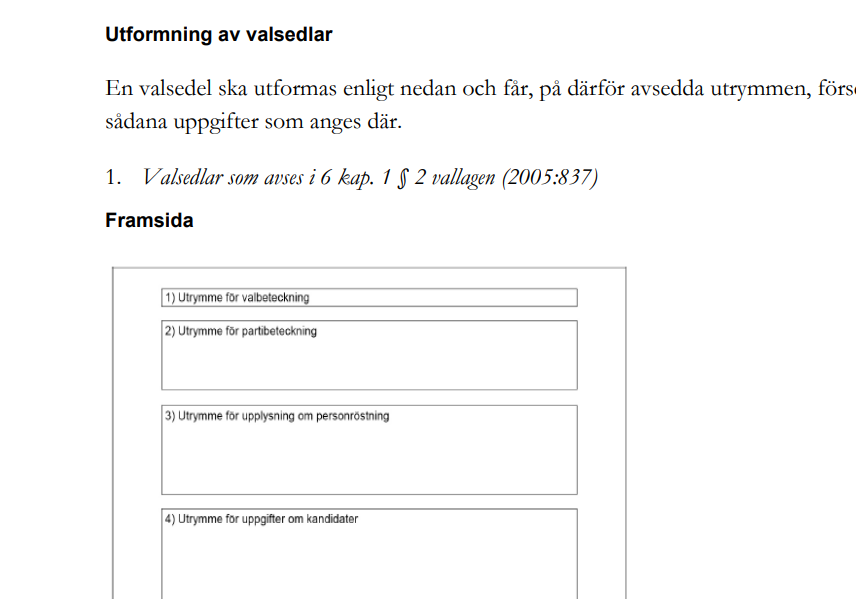 Utformning av valsedlar
En valsedel ska utformas enligt nedan och får, på därför avsedda utrymmen,
sådana uppgifter som anges där.
1. Valsedlar som avses i 6 kap. 1 § 2 vallagen (2005:837)
Framsida
1) Utrymme för valbeteckning
2) Utrymme för partibeteckning
3) Utrymme för upplysning om personröstning
4) Utrymme för uppgifter om kandidater